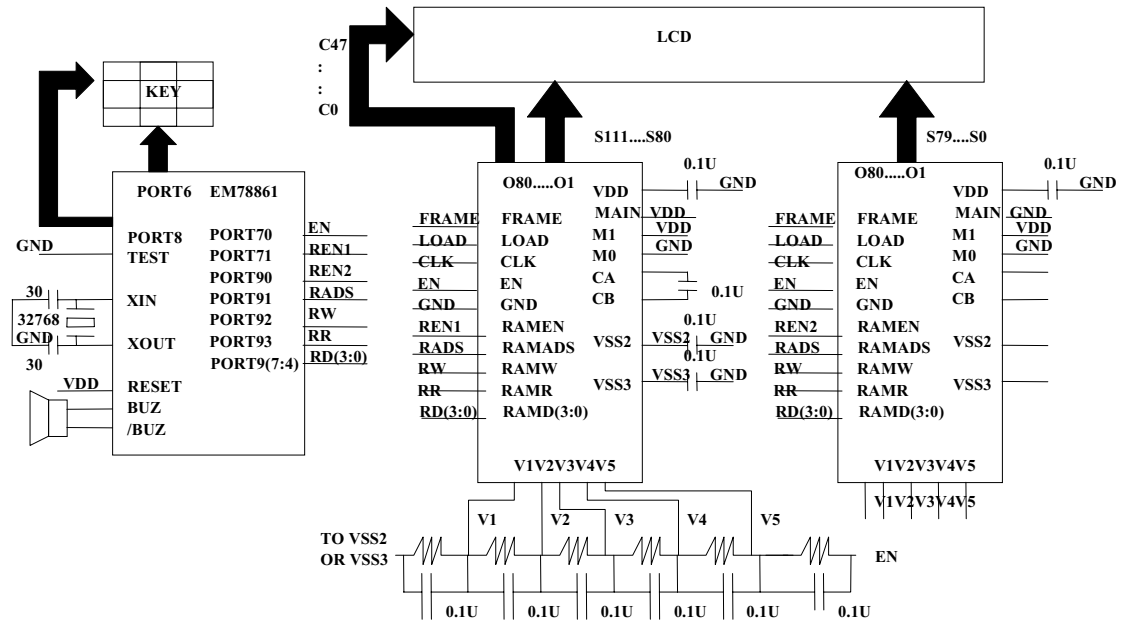 C47
:
:
C0
LCD
KEY
S111....S80
S79....S0
PORT6 EM78861
PORT8
TEST
XIN
XOUT
RESET
BUZ
/BUZ
PORT70
PORT71
PORT90
PORT91
PORT92
PORT93
PORT9(7:4)
GND
30
32768
GND
30
VDD
EN
REN1
REN2
RADS
RW
RR
RD(3:0)
FRAME
LOAD
CLK
EN
GND
REN1
RADS
RW
RR
RD(3:0)
O80.....O1
FRAME
LOAD
CLK
EN
GND
RAMEN
RAMADS
RAMW
RAMR
RAMD(3:0)
VDD
MAIN
M1
M0
CA
CB
VSS2
VSS3
V1V2V3V4V5
0.1U
GND
VDD
VDD
GND
0.1U
0.1U
VSS2 GND
0.1U
VSS3 GND
FRAME
LOAD
CLK
EN
GND
REN2
RADS
RW
RR
RD(3:0)
O80.....O1
FRAME
LOAD
CLK
EN
GND
RAMEN
RAMADS
RAMW
RAMR
RAMD(3:0)
VDD
MAIN
M1
M0
CA
CB
VSS2
VSS3
V1V2V3V4V5
V1V2V3V4V5
0.1U
GND
GND
VDD
GND
V1 V2 V3 V4 V5
TO VSS2
OR VSS3
EN
0.1U 0.1U 0.1U 0.1U 0.1U 0.1U